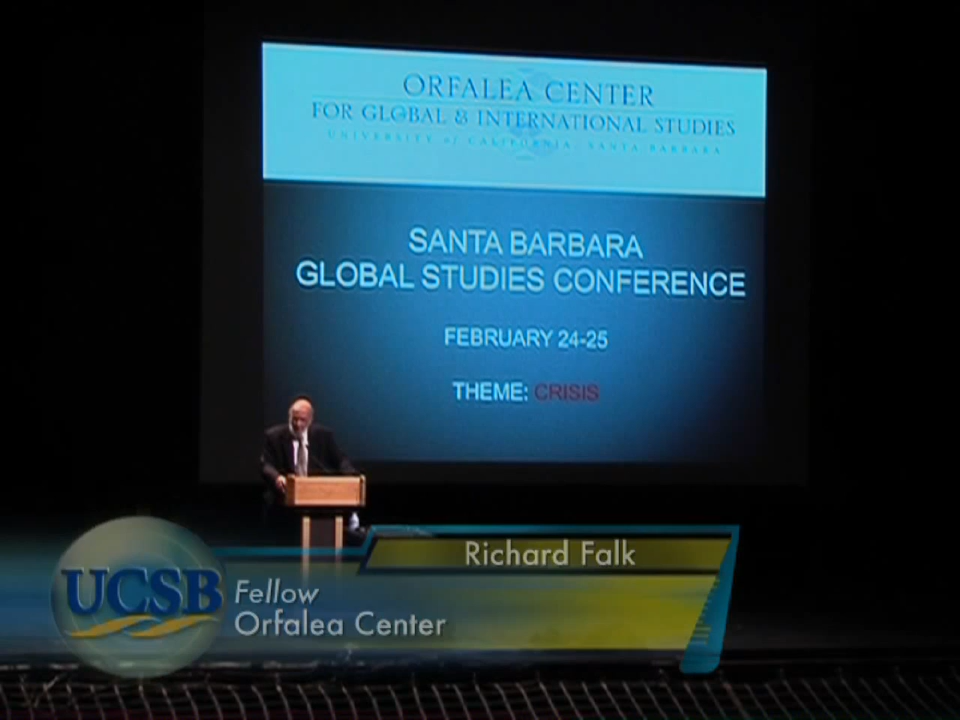 ORFALEA CENTER
FOR GLOBAL & INTERNATIONAL STUDIES
UNIVERSITY of CALIFORNIA, SANTA BARBARA
SANTA BARBARA
GLOBAL STUDIES CONFERENCE
FEBRUARY 24-25
THEME: CRISIS
Richard Falk
UCSB
Fellow
Orfalea Center